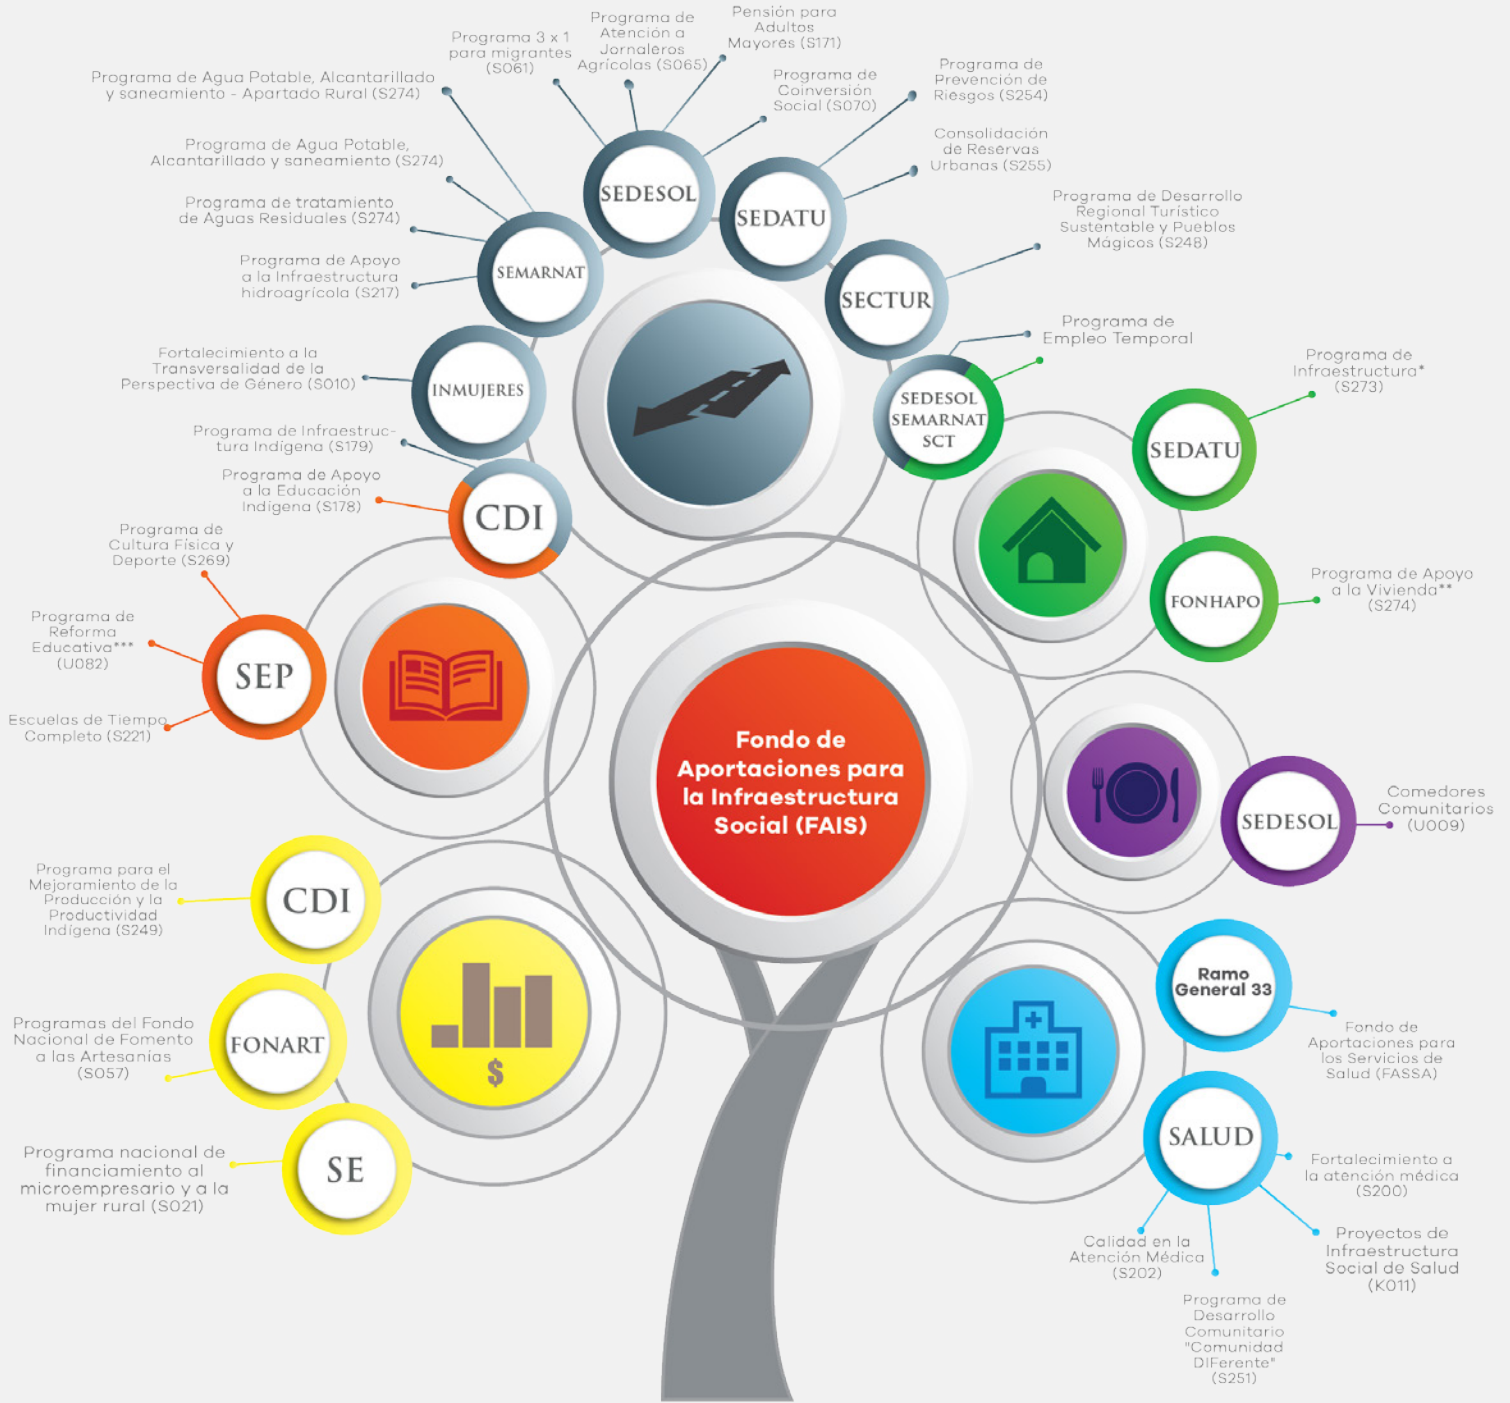 Programa 3 x 1
para migrantes
(S061)
Programa de
Atención a
Jornaleros
Agrícolas (S065)
Pensión para
Adultos
Mayores (S171)
Programa de
Coinversión
Social (S070)
SEDESOL
Programa de
Prevención de
Riesgos (S254)
Consolidación
de Reservas
Urbanas (S255)
SEDATU
Programa de Desarrollo
Regional Turístico
Sustentable y Pueblos
Mágicos (S248)
SECTUR
Programa de Agua Potable, Alcantarillado
y saneamiento - Apartado Rural (S274)
Programa de Agua Potable,
Alcantarillado y saneamiento (S274)
Programa de tratamiento
de Aguas Residuales (S274)
Programa de Apoyo
a la Infraestructura
hidroagrícola (S217)
SEMARNAT
Fortalecimiento a la
Transversalidad de la
Perspectiva de Género (S010)
INMUJERES
Programa de Infraestruc-
tura Indígena (S179)
Programa de Apoyo
a la Educación
Indígena (S178)
CDI
Programa de
Empleo Temporal
SEDESOL
SEMARNAT
SCT
Programa de
Infraestructura*
(S273)
SEDATU
Programa de Apoyo
a la Vivienda**
(S274)
FONHAPO
Programa de
Cultura Física y
Deporte (S269)
Programa de
Reforma
Educativa***
(U082)
Escuelas de Tiempo
Completo (S221)
SEP
Fondo de
Aportaciones para
la Infraestructura
Social (FAIS)
SEDESOL
Comedores
Comunitarios
(U009)
Programa para el
Mejoramiento de la
Producción y la
Productividad
Indígena (S249)
CDI
Programas del Fondo
Nacional de Fomento
a las Artesanías
(S057)
FONART
Programa nacional de
financiamiento al
microempresario y a la
mujer rural (S021)
SE
$
Ramo
General 33
Fondo de
Aportaciones para
los Servicios de
Salud (FASSA)
SALUD
Fortalecimiento a
la atención médica
(S200)
Proyectos de
Infraestructura
Social de Salud
(K011)
Calidad en la
Atención Médica
(S202)
Programa de
Desarrollo
Comunitario
"Comunidad
DIFerente"
(S251)